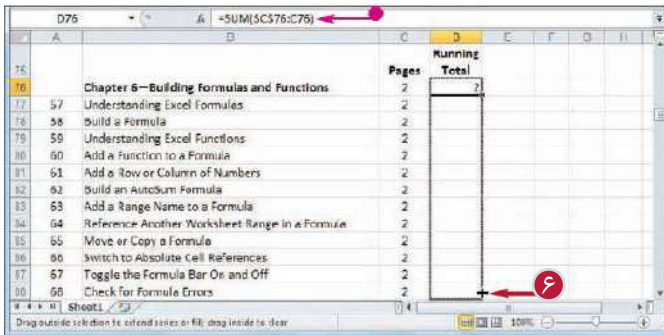 D76 fx =SUM($C$76:C76)
A B C D E F G H
75 Pages Running Total
76 Chapter 6—Building Formulas and Functions 2 2
77 57 Understanding Excel Formulas 2
78 58 Build a Formula 2
79 59 Understanding Excel Functions 2
80 60 Add a Function to a Formula 2
81 61 Add a Row or Column of Numbers 2
82 62 Build an AutoSum Formula 2
83 63 Add a Range Name to a Formula 2
84 64 Reference Another Worksheet Range in a Formula 2
85 65 Move or Copy a Formula 2
86 66 Switch to Absolute Cell References 2
87 67 Toggle the Formula Bar On and Off 2
88 68 Check for Formula Errors 2
۶
Sheet1
Drag outside selection to extend series or fill; drag inside to clear 100%